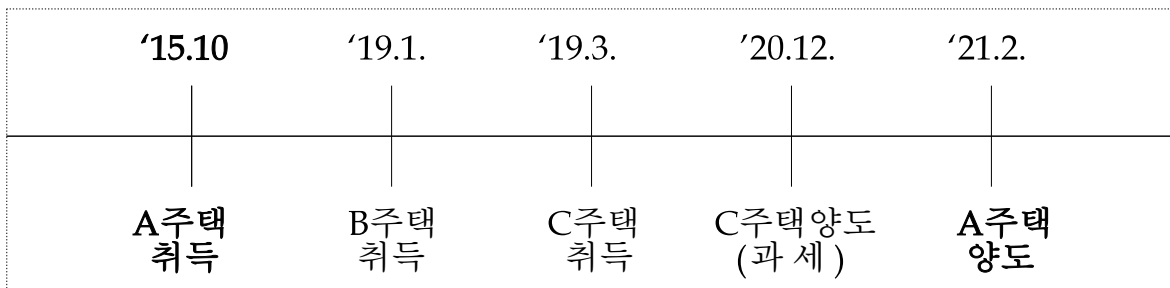 ‘15.10 ‘19.1. ‘19.3. ’20.12. ‘21.2.
A주택 B주택 C주택 C주택양도 A주택
취득 취득 취득 (과 세) 양도